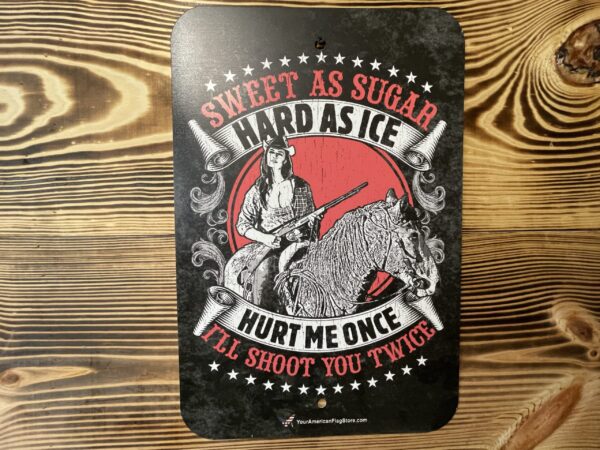 SWEET AS SUGAR
HARD AS ICE
HURT ME ONCE
I'LL SHOOT YOU TWICE
YourAmericanFlagStore.com